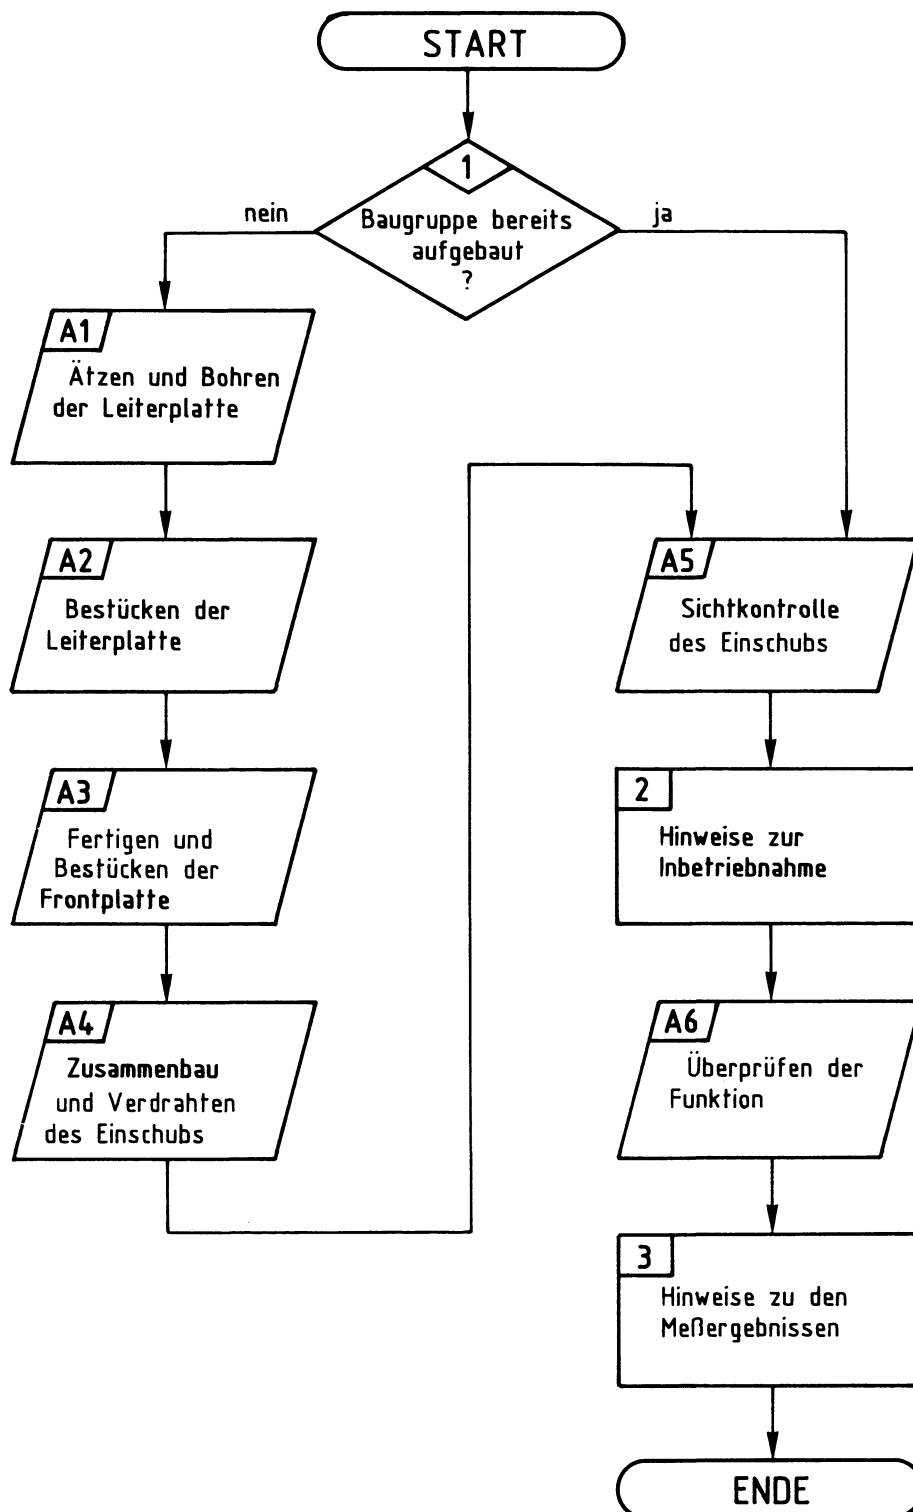 START
1
Baugruppe bereits
aufgebaut
?
nein
ja
A1
Ätzen und Bohren
der Leiterplatte
A2
Bestücken der
Leiterplatte
A3
Fertigen und
Bestücken der
Frontplatte
A4
Zusammenbau
und Verdrahten
des Einschubs
A5
Sichtkontrolle
des Einschubs
2
Hinweise zur
Inbetriebnahme
A6
Überprüfen der
Funktion
3
Hinweise zu den
Meßergebnissen
ENDE